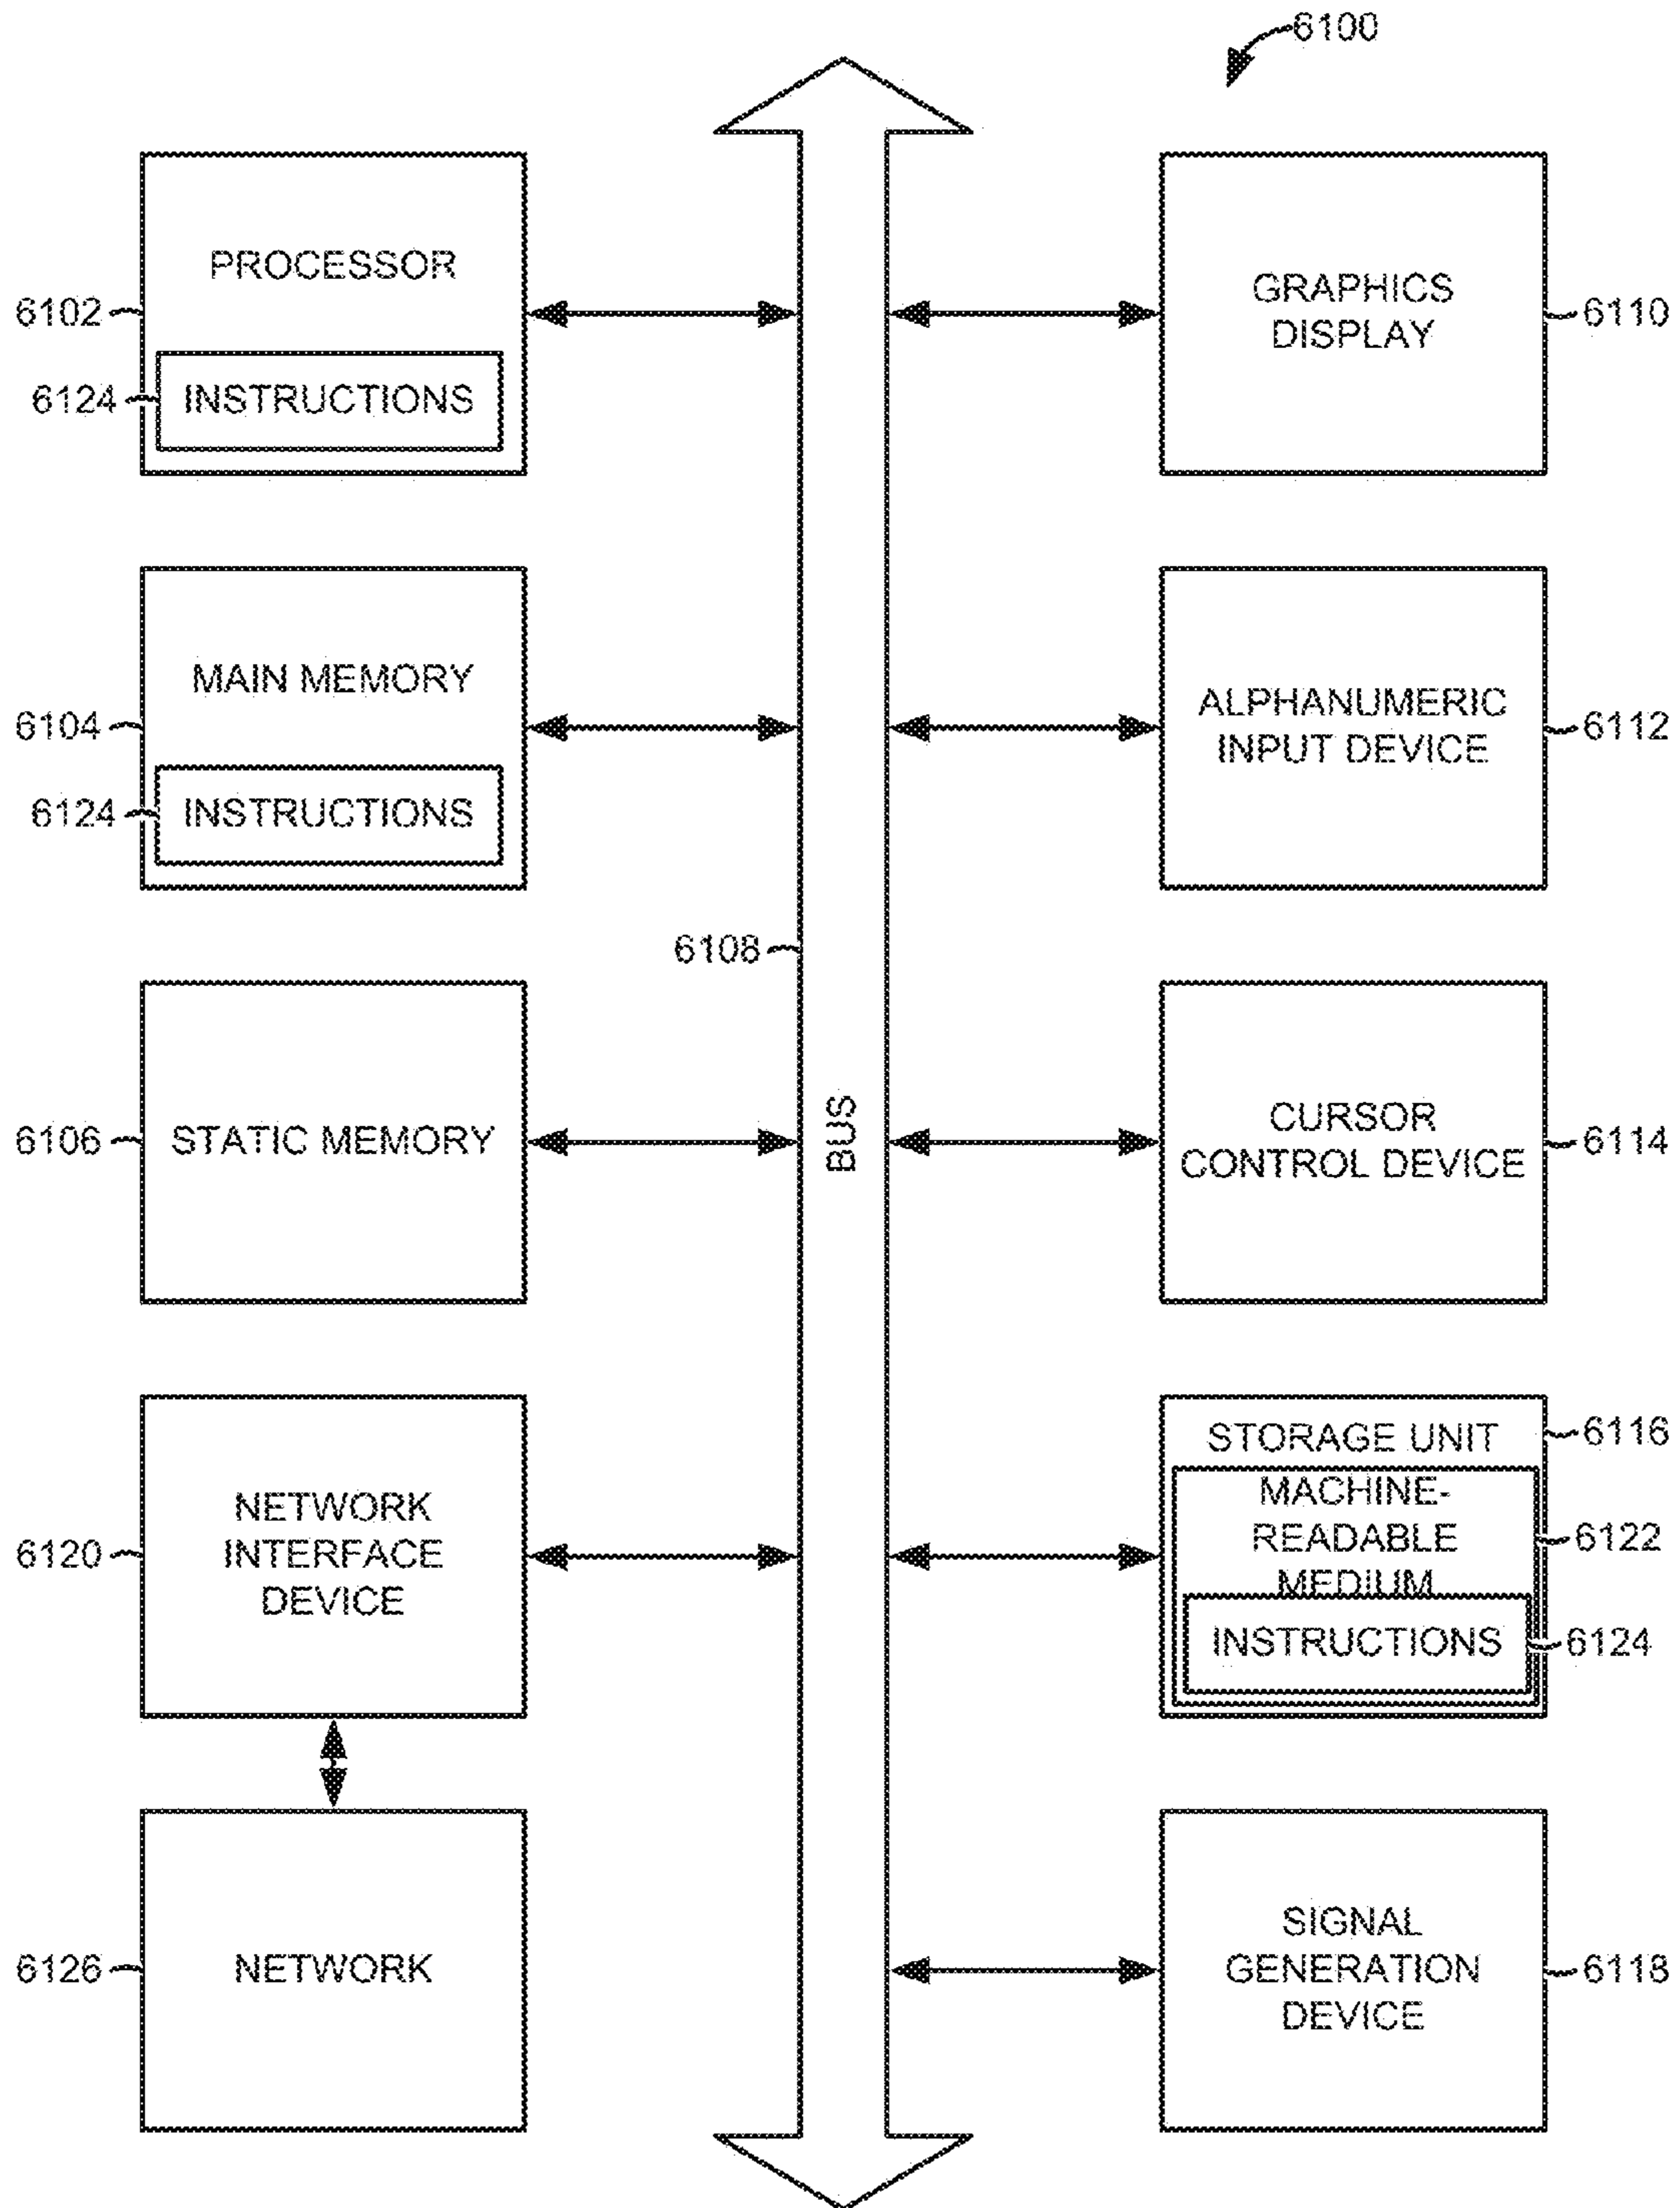 6100
PROCESSOR
6102
6124
INSTRUCTIONS
GRAPHICS
DISPLAY
6110
MAIN MEMORY
6104
6124
INSTRUCTIONS
ALPHANUMERIC
INPUT DEVICE
6112
6108
BUS
6106
STATIC MEMORY
CURSOR
CONTROL DEVICE
6114
6120
NETWORK
INTERFACE
DEVICE
STORAGE UNIT
6116
MACHINE-
READABLE
MEDIUM
6122
INSTRUCTIONS
6124
6126
NETWORK
SIGNAL
GENERATION
DEVICE
6118